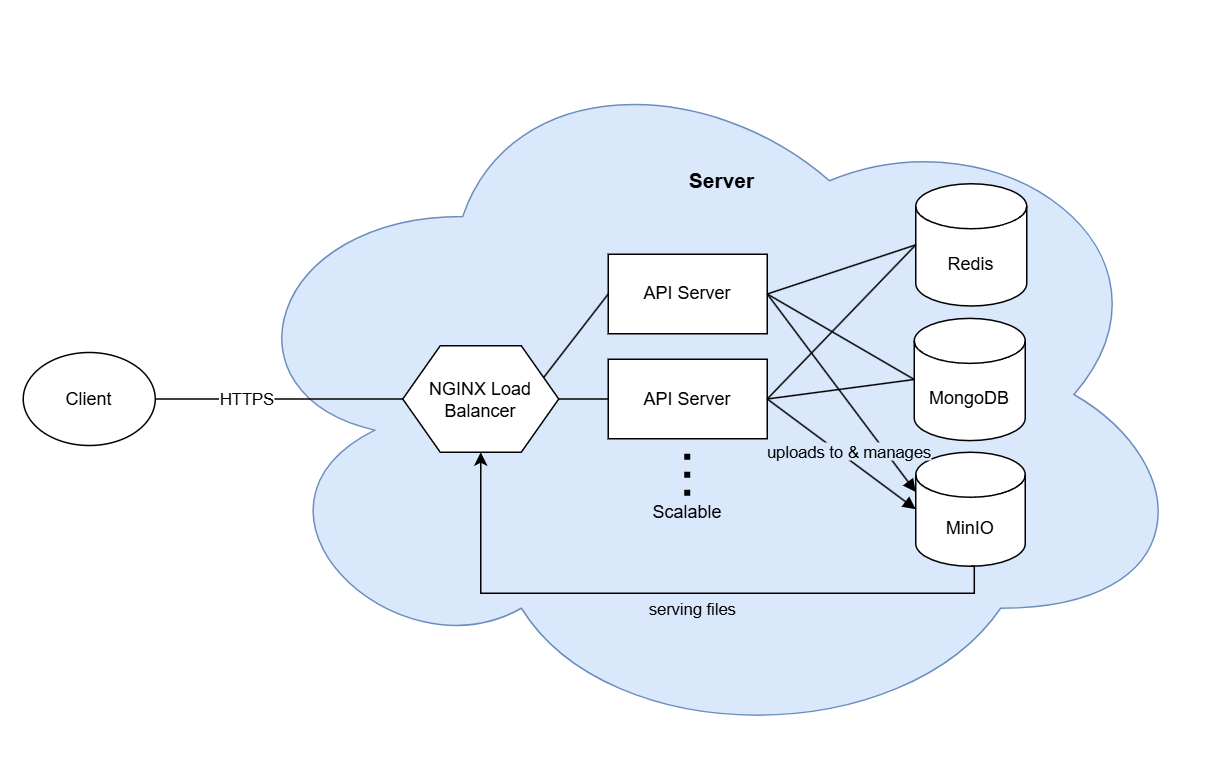 Server
Redis
API Server
Client
HTTPS
NGINX Load
Balancer
API Server
MongoDB
uploads to & manages
Scalable
MinIO
serving files